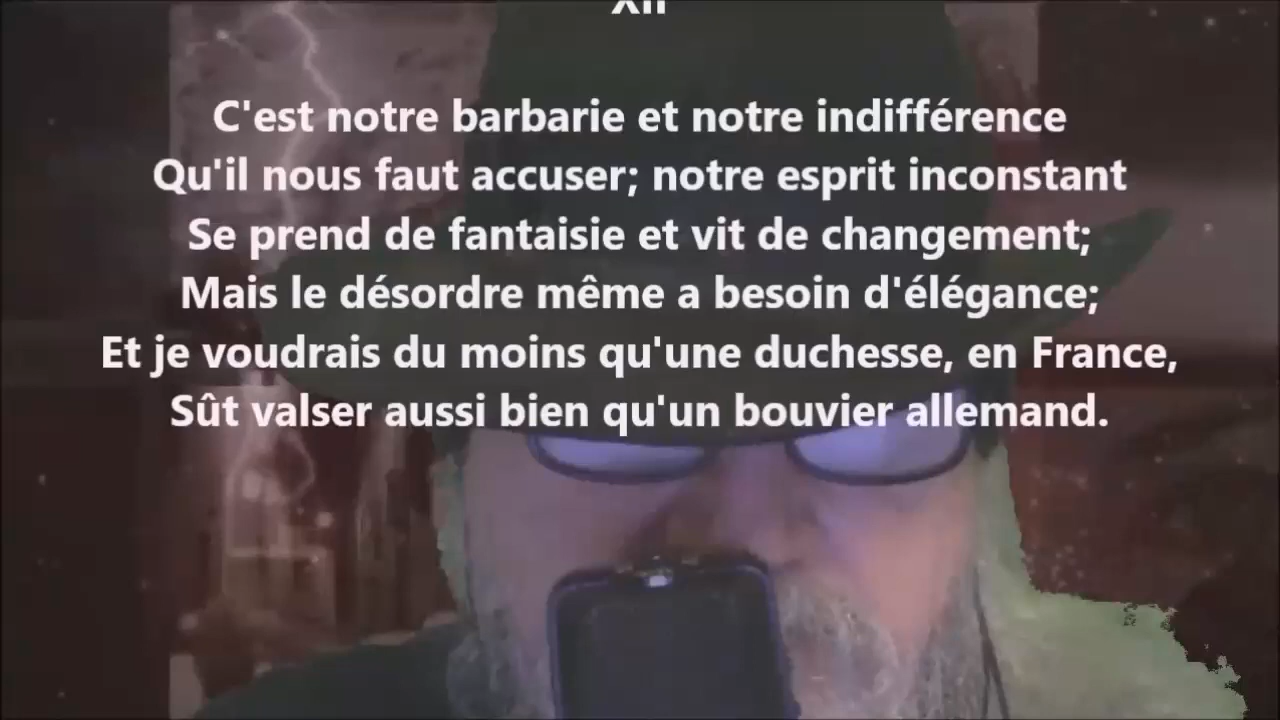 XII
C'est notre barbarie et notre indifférence
Qu'il nous faut accuser; notre esprit inconstant
Se prend de fantaisie et vit de changement;
Mais le désordre même a besoin d'élégance;
Et je voudrais du moins qu'une duchesse, en France,
Sût valser aussi bien qu'un bouvier allemand.